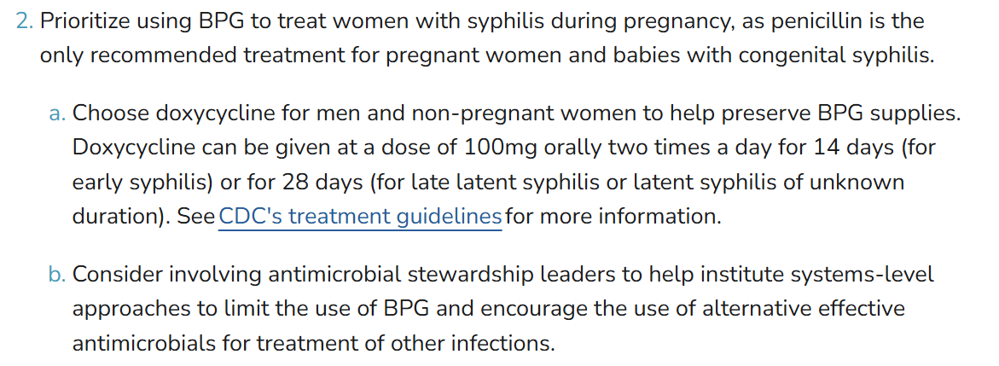 2. Prioritize using BPG to treat women with syphilis during pregnancy, as penicillin is the
only recommended treatment for pregnant women and babies with congenital syphilis.
a. Choose doxycycline for men and non-pregnant women to help preserve BPG supplies.
Doxycycline can be given at a dose of 100mg orally two times a day for 14 days (for
early syphilis) or for 28 days (for late latent syphilis or latent syphilis of unknown
duration). See CDC's treatment guidelines for more information.
b. Consider involving antimicrobial stewardship leaders to help institute systems-level
approaches to limit the use of BPG and encourage the use of alternative effective
antimicrobials for treatment of other infections.